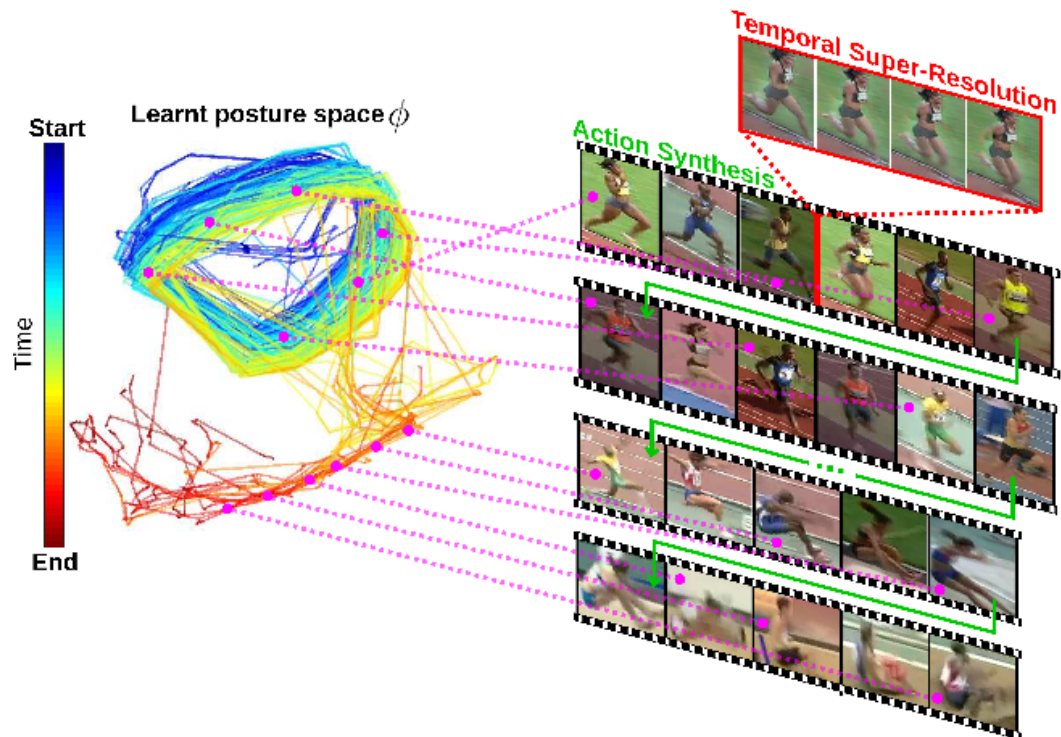 Temporal Super-Resolution
Learnt posture space ϕ
Start
Action Synthesis
Time
End